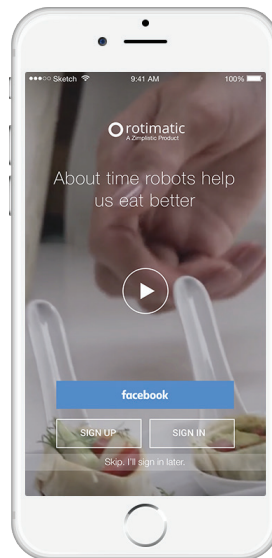 Sketch 9:41 AM 100%
rotimatic
A Zimplistic Product
About time robots help
us eat better
facebook
SIGN UP SIGN IN
Skip. I'll sign in later.